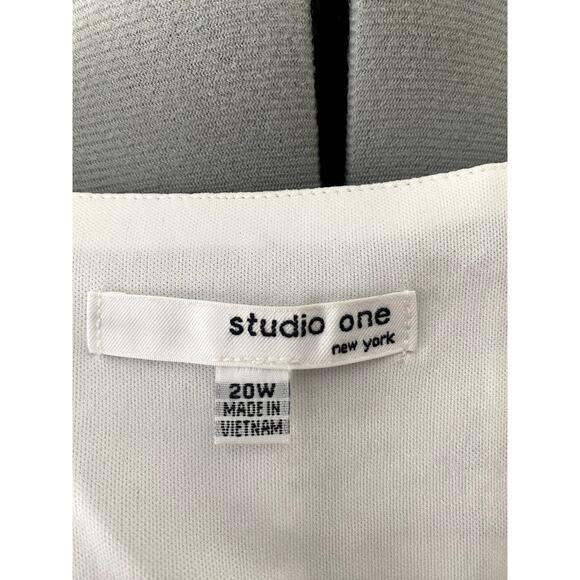 studio one
new york
20W
MADE IN
VIETNAM